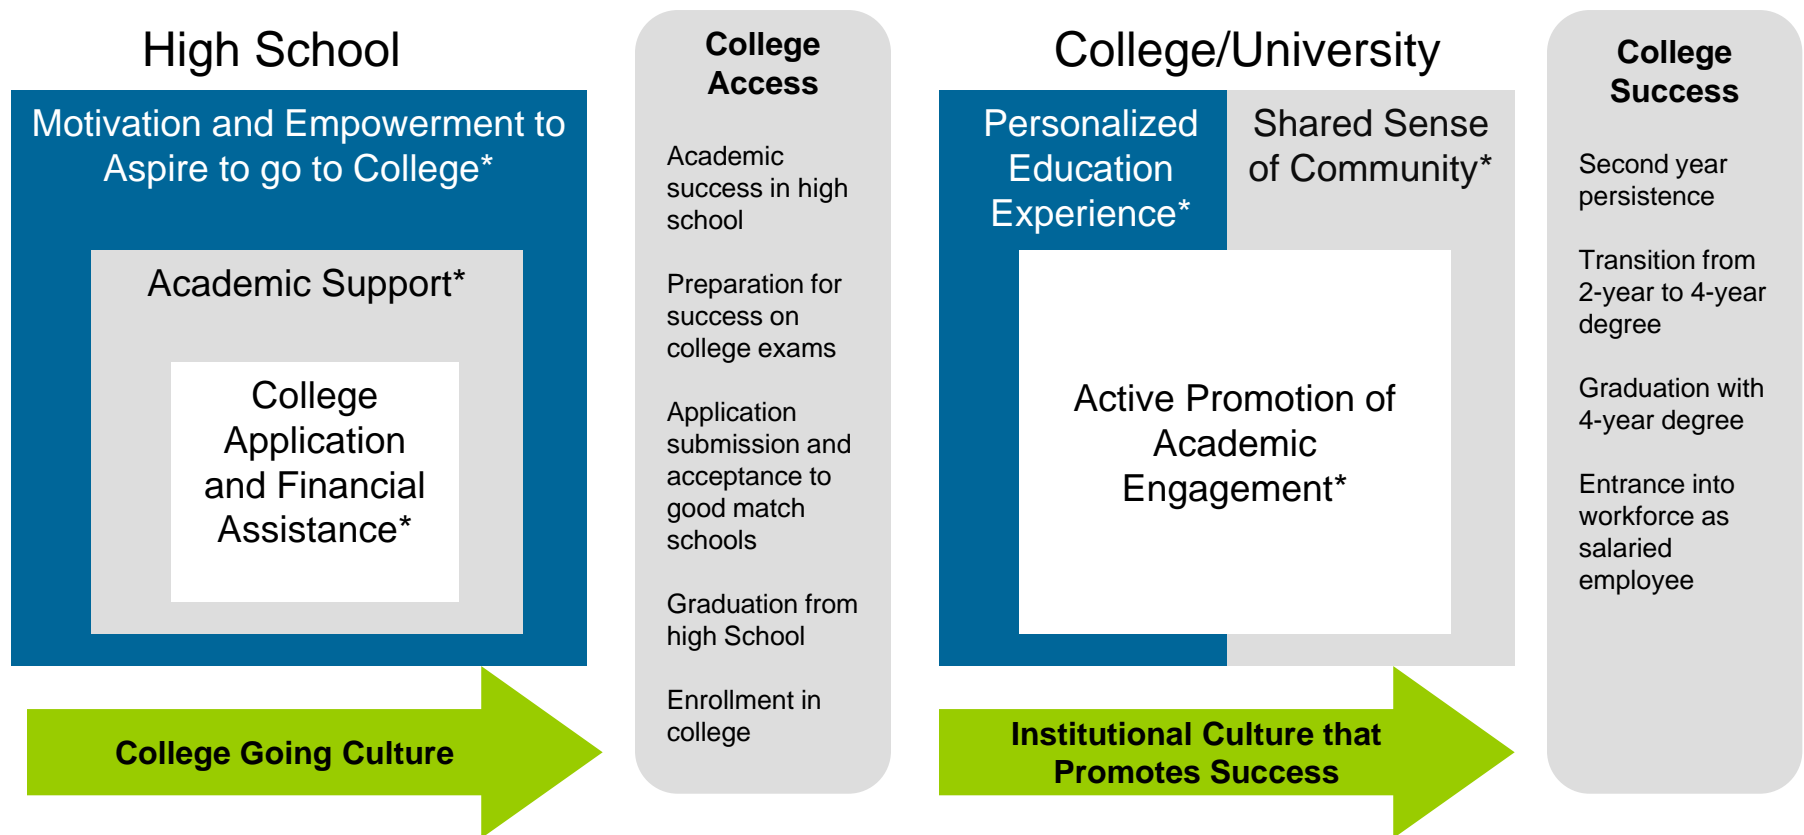 High School
Motivation and Empowerment to
Aspire to go to College*
Academic Support*
College
Application
and Financial
Assistance*
College Going Culture
College
Access
Academic
success in high
school
Preparation for
success on
college exams
Application
submission and
acceptance to
good match
schools
Graduation from
high School
Enrollment in
college
College/University
Personalized
Education
Experience*
Shared Sense
of Community*
Active Promotion of
Academic
Engagement*
Institutional Culture that
Promotes Success
College
Success
Second year
persistence
Transition from
2-year to 4-year
degree
Graduation with
4-year degree
Entrance into
workforce as
salaried
employee